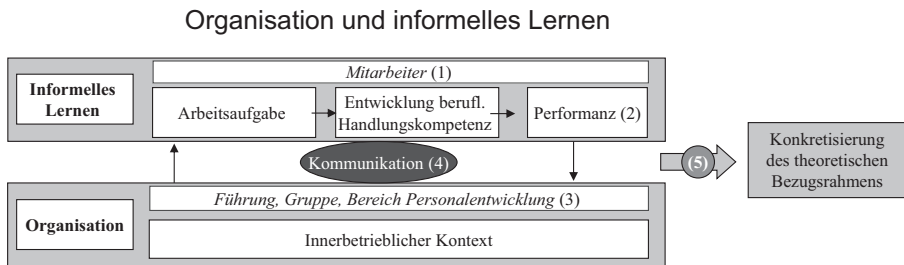 Organisation und informelles Lernen
Mitarbeiter (1)
Informelles
Lernen
Arbeitsaufgabe
Entwicklung berufl.
Handlungskompetenz
Performanz (2)
Kommunikation (4)
(5)
Konkretisierung
des theoretischen
Bezugsrahmens
Führung, Gruppe, Bereich Personalentwicklung (3)
Organisation
Innerbetrieblicher Kontext